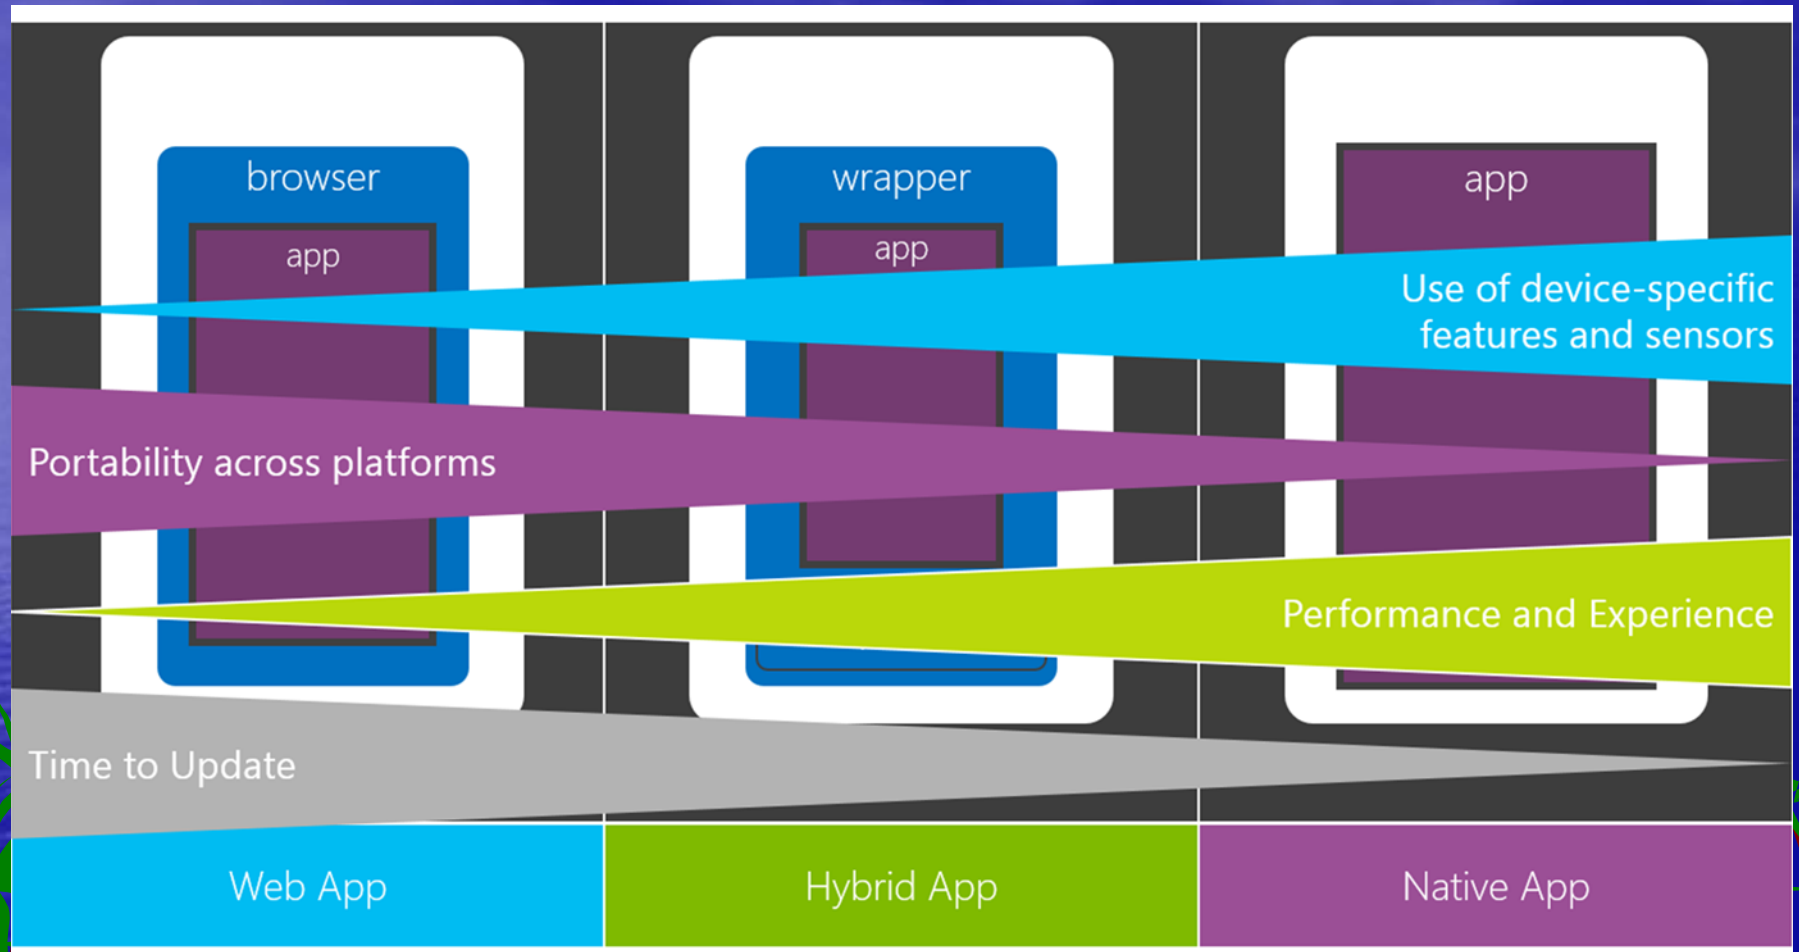 browser
app
wrapper
app
app
Use of device-specific
features and sensors
Portability across platforms
Performance and Experience
Time to Update
Web App
Hybrid App
Native App